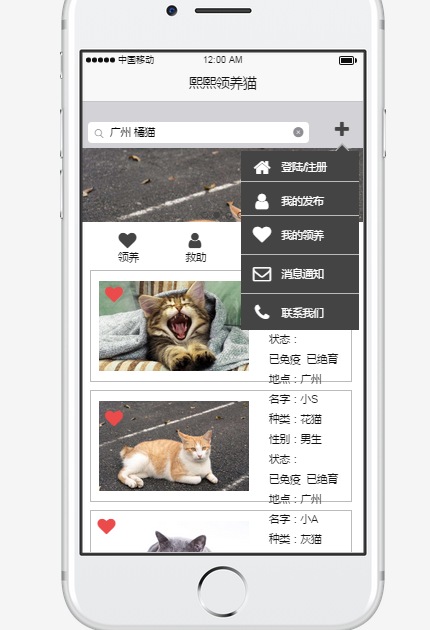 中国移动 12:00 AM
熙熙领养猫
广州 橘猫
登陆/注册
我的发布
我的领养
消息通知
联系我们
领养 救助
状态：
已免疫 已绝育
地点：广州
名字：小S
种类：花猫
性别：男生
状态：
已免疫 已绝育
地点：广州
名字：小A
种类：灰猫